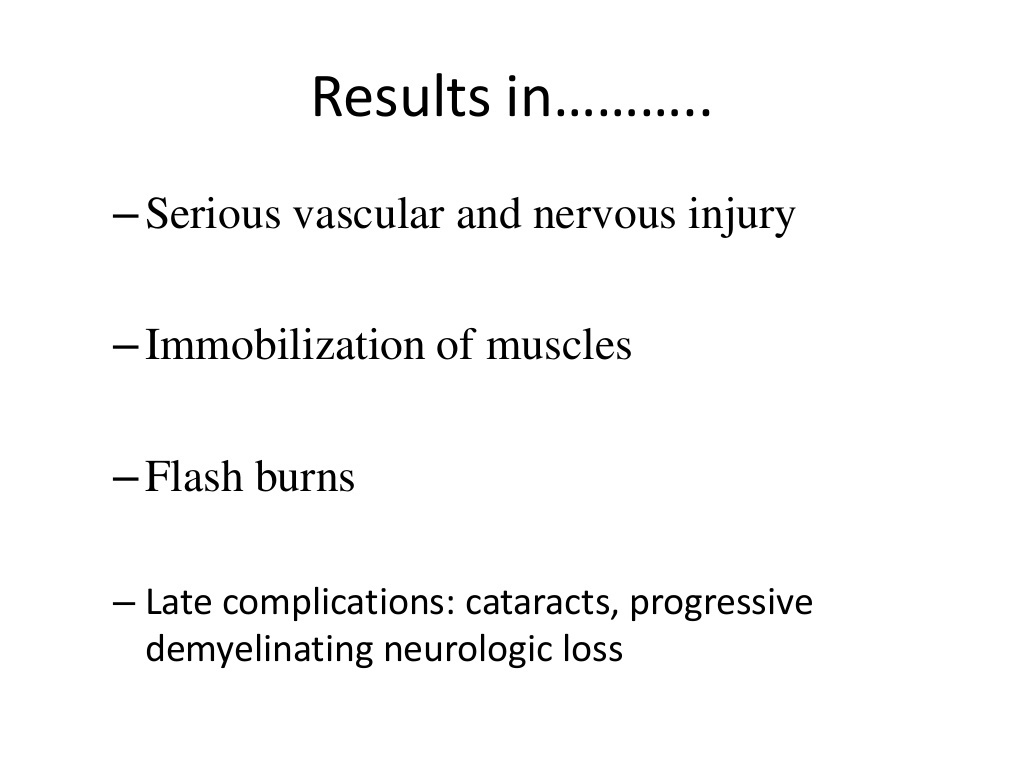 Results in………..
– Serious vascular and nervous injury
– Immobilization of muscles
– Flash burns
– Late complications: cataracts, progressive
demyelinating neurologic loss